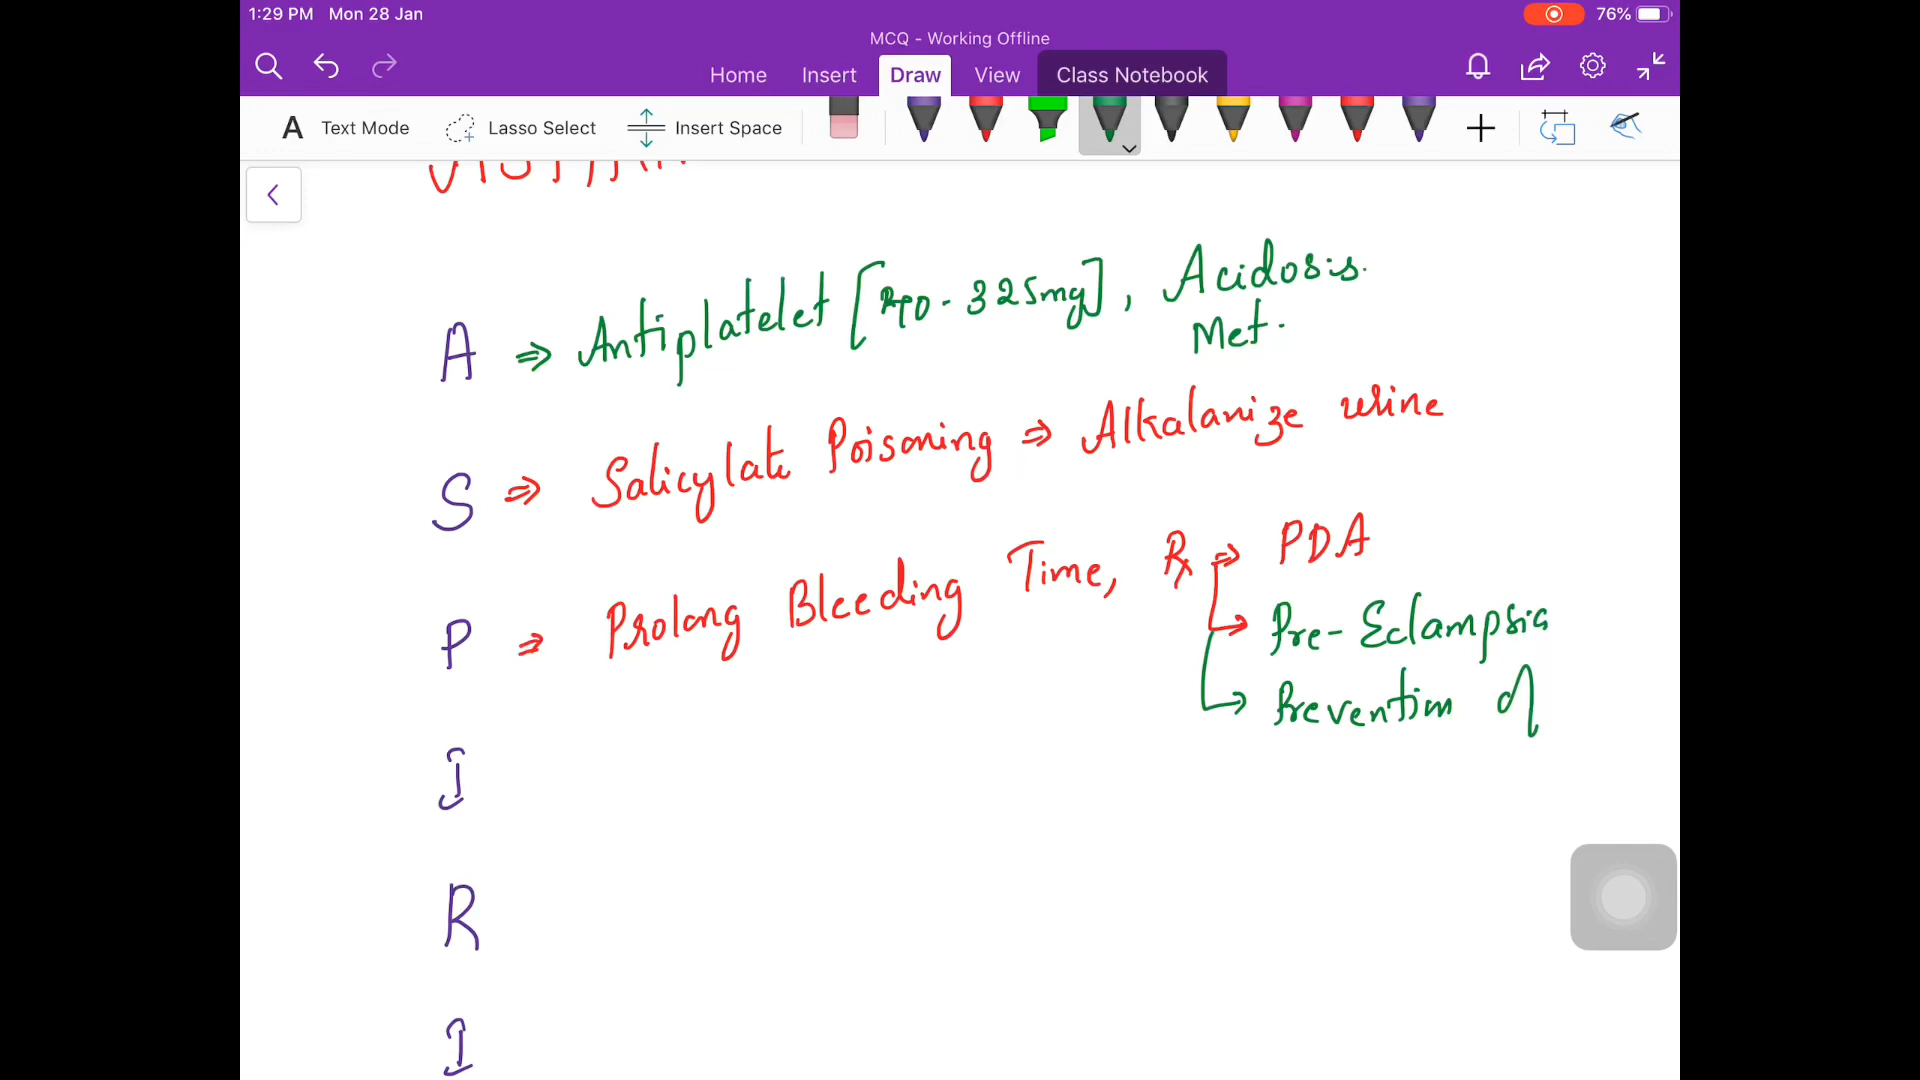 1:29 PM Mon 28 Jan 76%
MCQ - Working Offline
Home Insert Draw View Class Notebook
A Text Mode Lasso Select Insert Space
A ⇒ Antiplatelet [ - 325mg], Acidosis.
Met.
S ⇒ Salicylate Poisoning ⇒ Alkalanize urine
P ⇒ Prolong Bleeding Time, Rx ⇒ PDA
↳ Pre-Eclampsia
↳ Prevention of
I
R
I